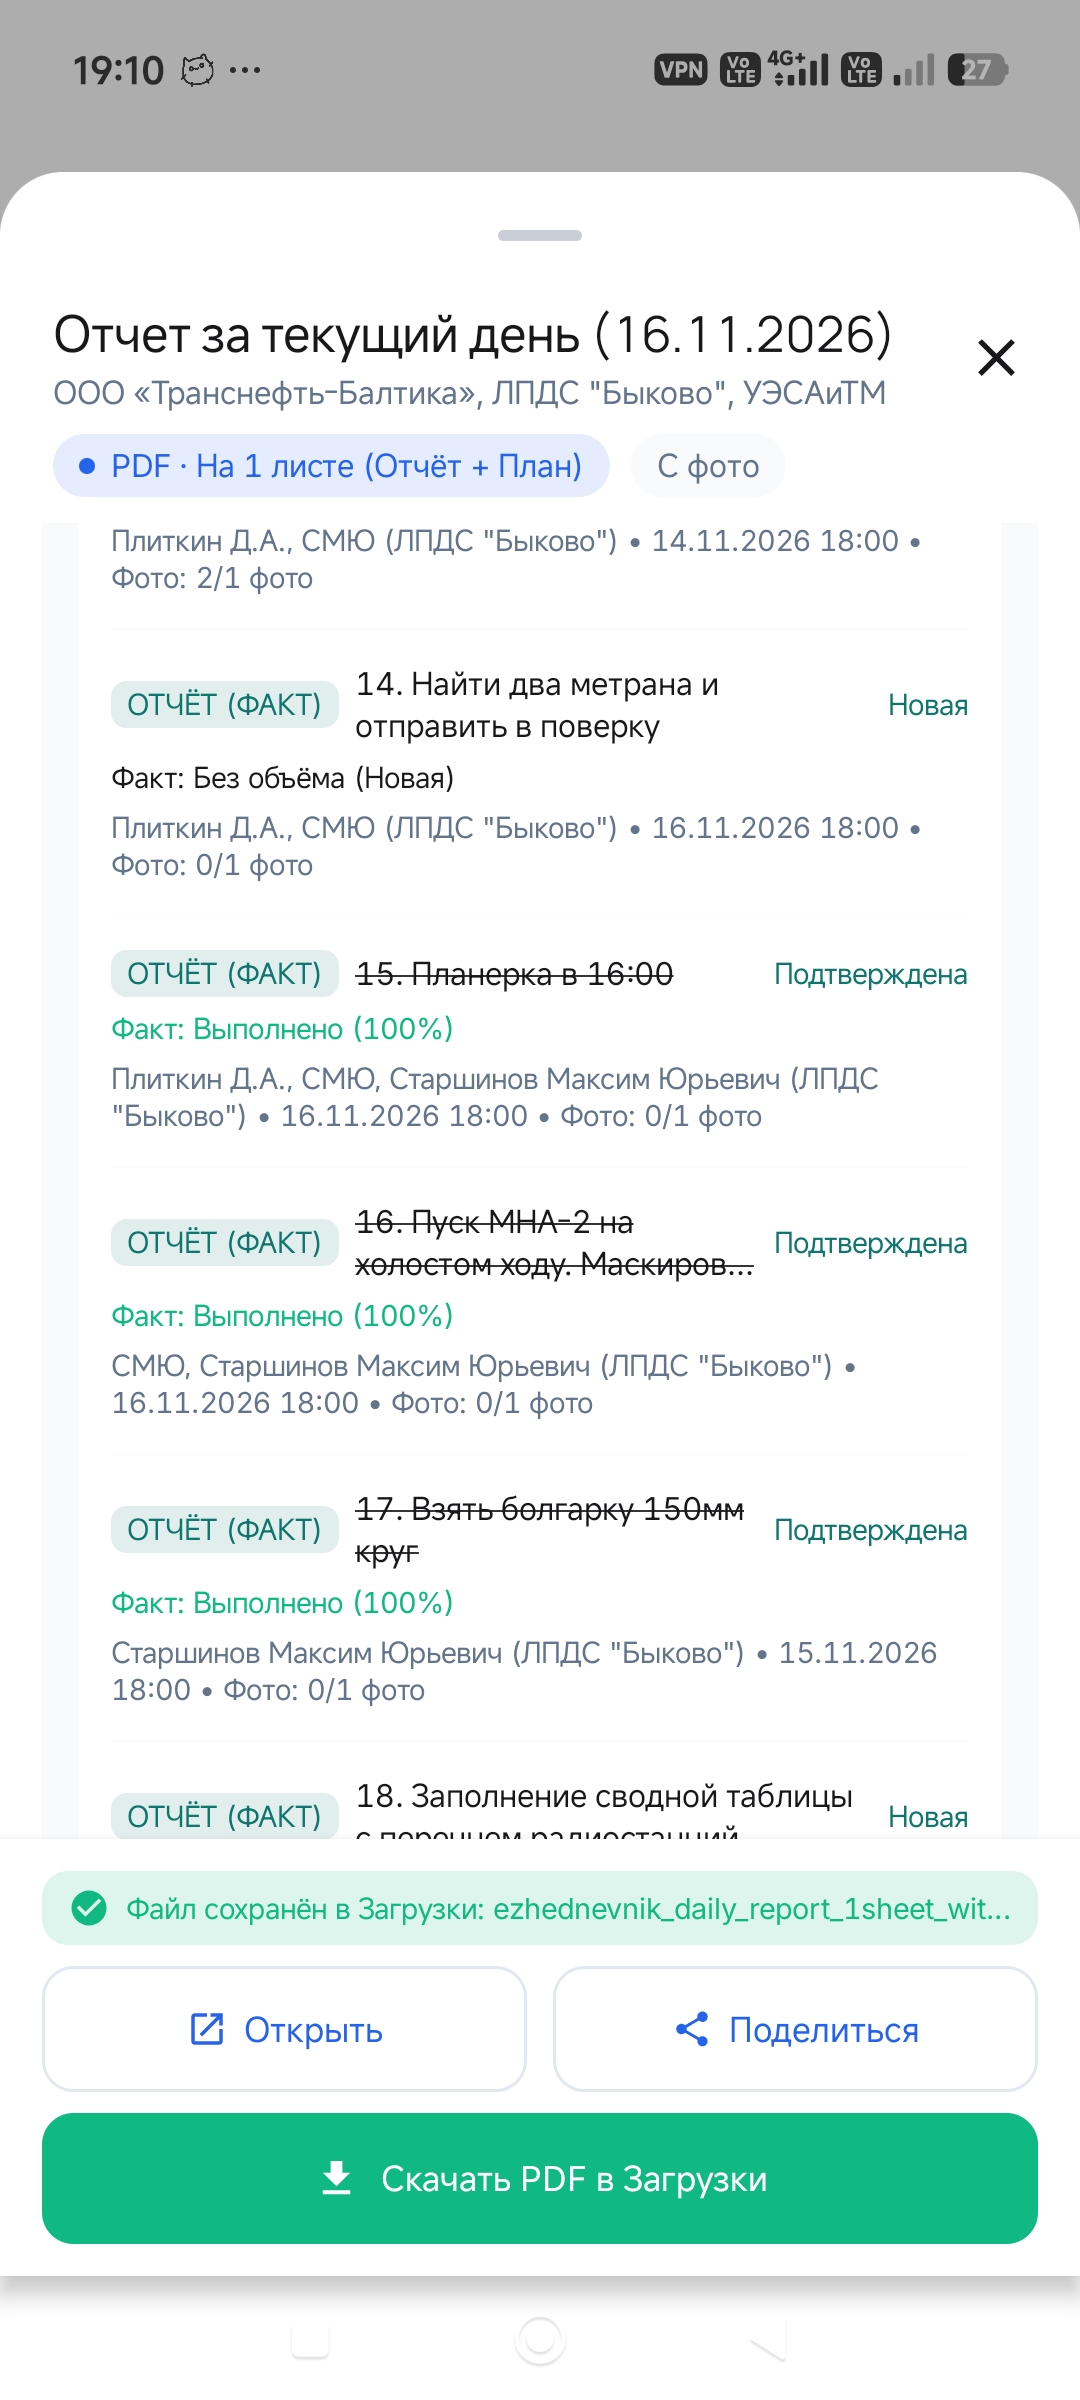 19:10
VPN Vo LTE 4G+ Vo LTE 27
Отчет за текущий день (16.11.2026)
ООО «Транснефть-Балтика», ЛПДС "Быково", УЭСАиТМ
PDF · На 1 листе (Отчёт + План)
С фото
Плиткин Д.А., СМЮ (ЛПДС "Быково") • 14.11.2026 18:00 •
Фото: 2/1 фото
ОТЧЁТ (ФАКТ)
14. Найти два метрана и
отправить в поверку
Новая
Факт: Без объёма (Новая)
Плиткин Д.А., СМЮ (ЛПДС "Быково") • 16.11.2026 18:00 •
Фото: 0/1 фото
ОТЧЁТ (ФАКТ)
15. Планерка в 16:00
Подтверждена
Факт: Выполнено (100%)
Плиткин Д.А., СМЮ, Старшинов Максим Юрьевич (ЛПДС
"Быково") • 16.11.2026 18:00 • Фото: 0/1 фото
ОТЧЁТ (ФАКТ)
16. Пуск МНА-2 на
холостом ходу. Маскиров...
Подтверждена
Факт: Выполнено (100%)
СМЮ, Старшинов Максим Юрьевич (ЛПДС "Быково") •
16.11.2026 18:00 • Фото: 0/1 фото
ОТЧЁТ (ФАКТ)
17. Взять болгарку 150мм
круг
Подтверждена
Факт: Выполнено (100%)
Старшинов Максим Юрьевич (ЛПДС "Быково") • 15.11.2026
18:00 • Фото: 0/1 фото
ОТЧЁТ (ФАКТ)
18. Заполнение сводной таблицы
с перечнем радиостанций
Новая
Файл сохранён в Загрузки: ezhednevnik_daily_report_1sheet_wit...
Открыть
Поделиться
Скачать PDF в Загрузки